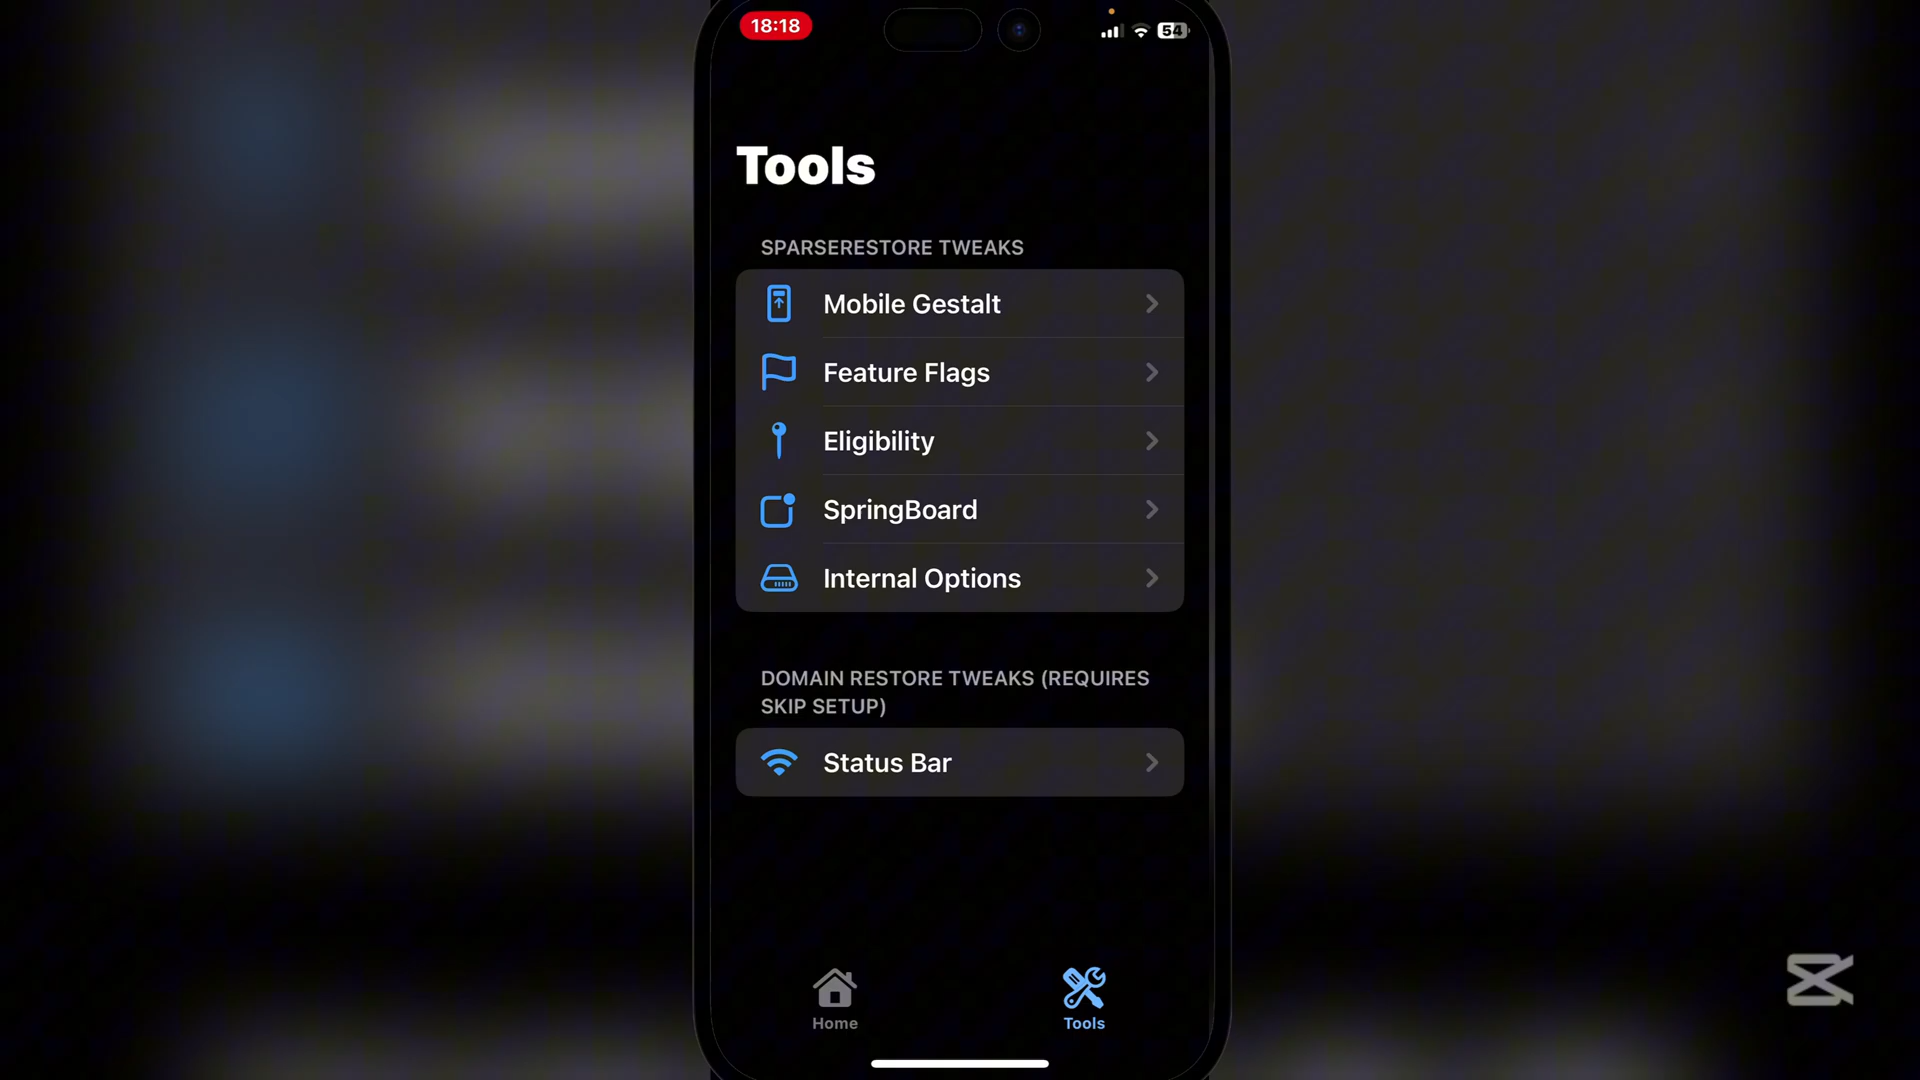 18:18
54
Tools
SPARSERESTORE TWEAKS
Mobile Gestalt
Feature Flags
Eligibility
SpringBoard
Internal Options
DOMAIN RESTORE TWEAKS (REQUIRES
SKIP SETUP)
Status Bar
Home
Tools